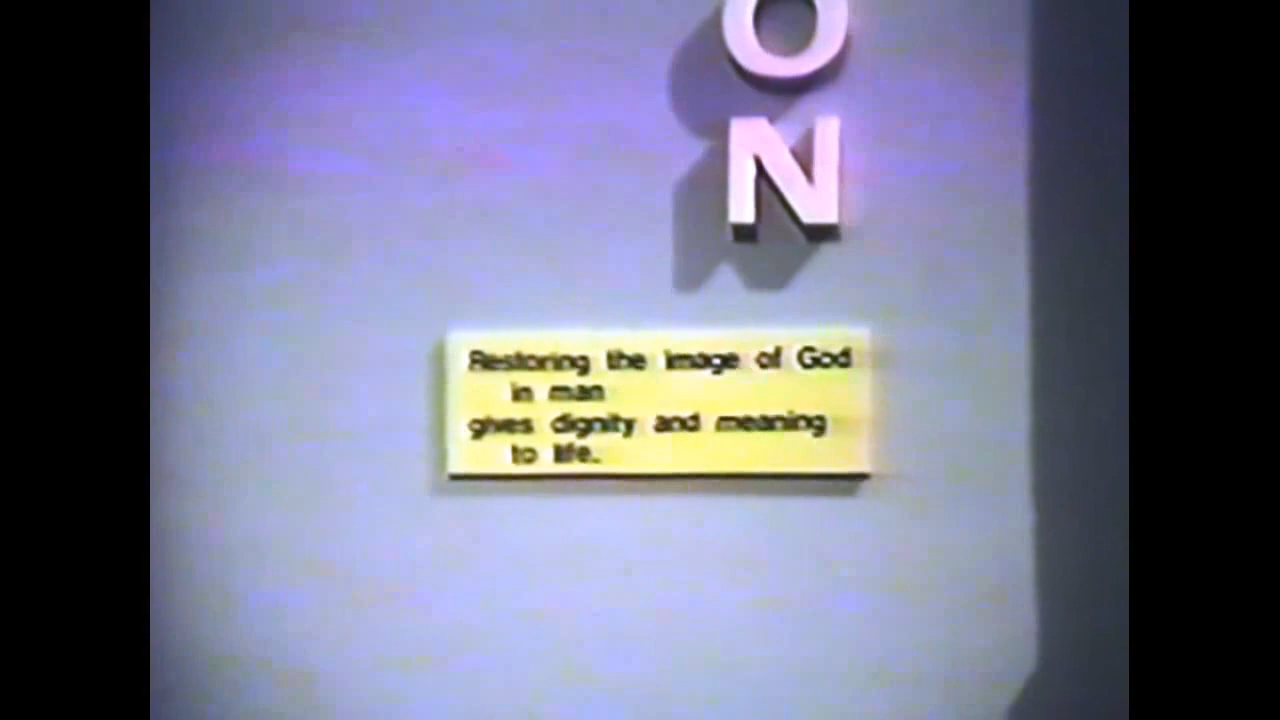 O
N
Restoring the image of God
in man
gives dignity and meaning
to life.